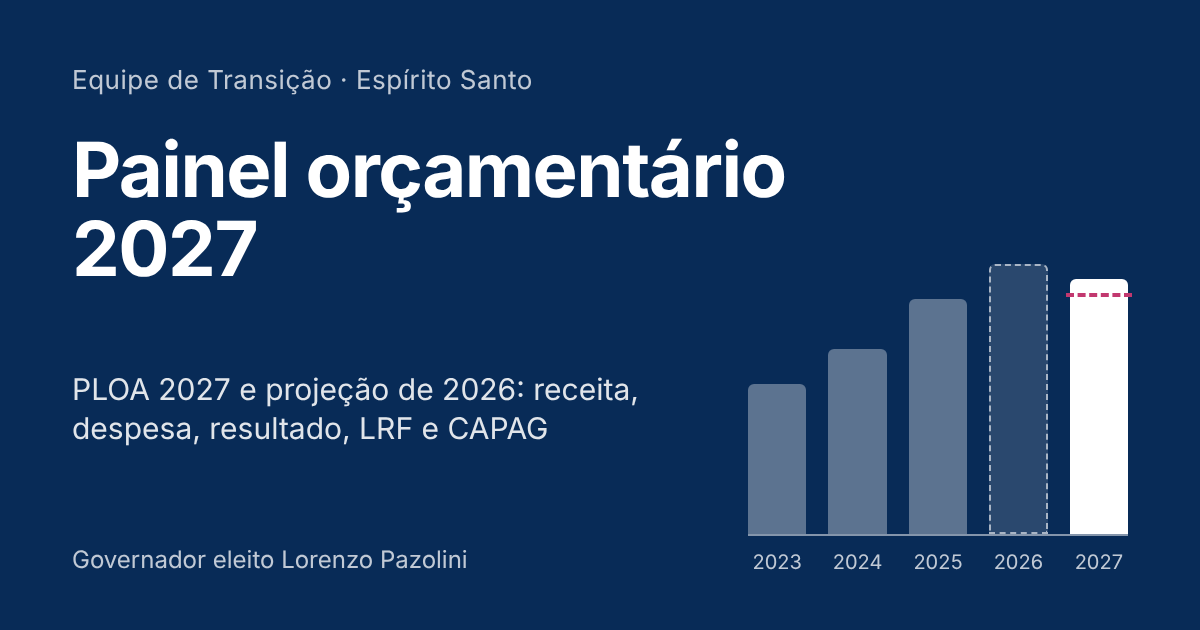 Equipe de Transição · Espírito Santo
Painel orçamentário
2027
PLOA 2027 e projeção de 2026: receita,
despesa, resultado, LRF e CAPAG
Governador eleito Lorenzo Pazolini
2023 2024 2025 2026 2027